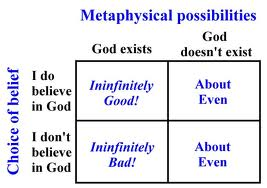 Metaphysical possibilities
God exists
God
doesn't exist
Choice of belief
I do
believe
in God
Ininfinitely
Good!
About
Even
I don't
believe
in God
Ininfinitely
Bad!
About
Even